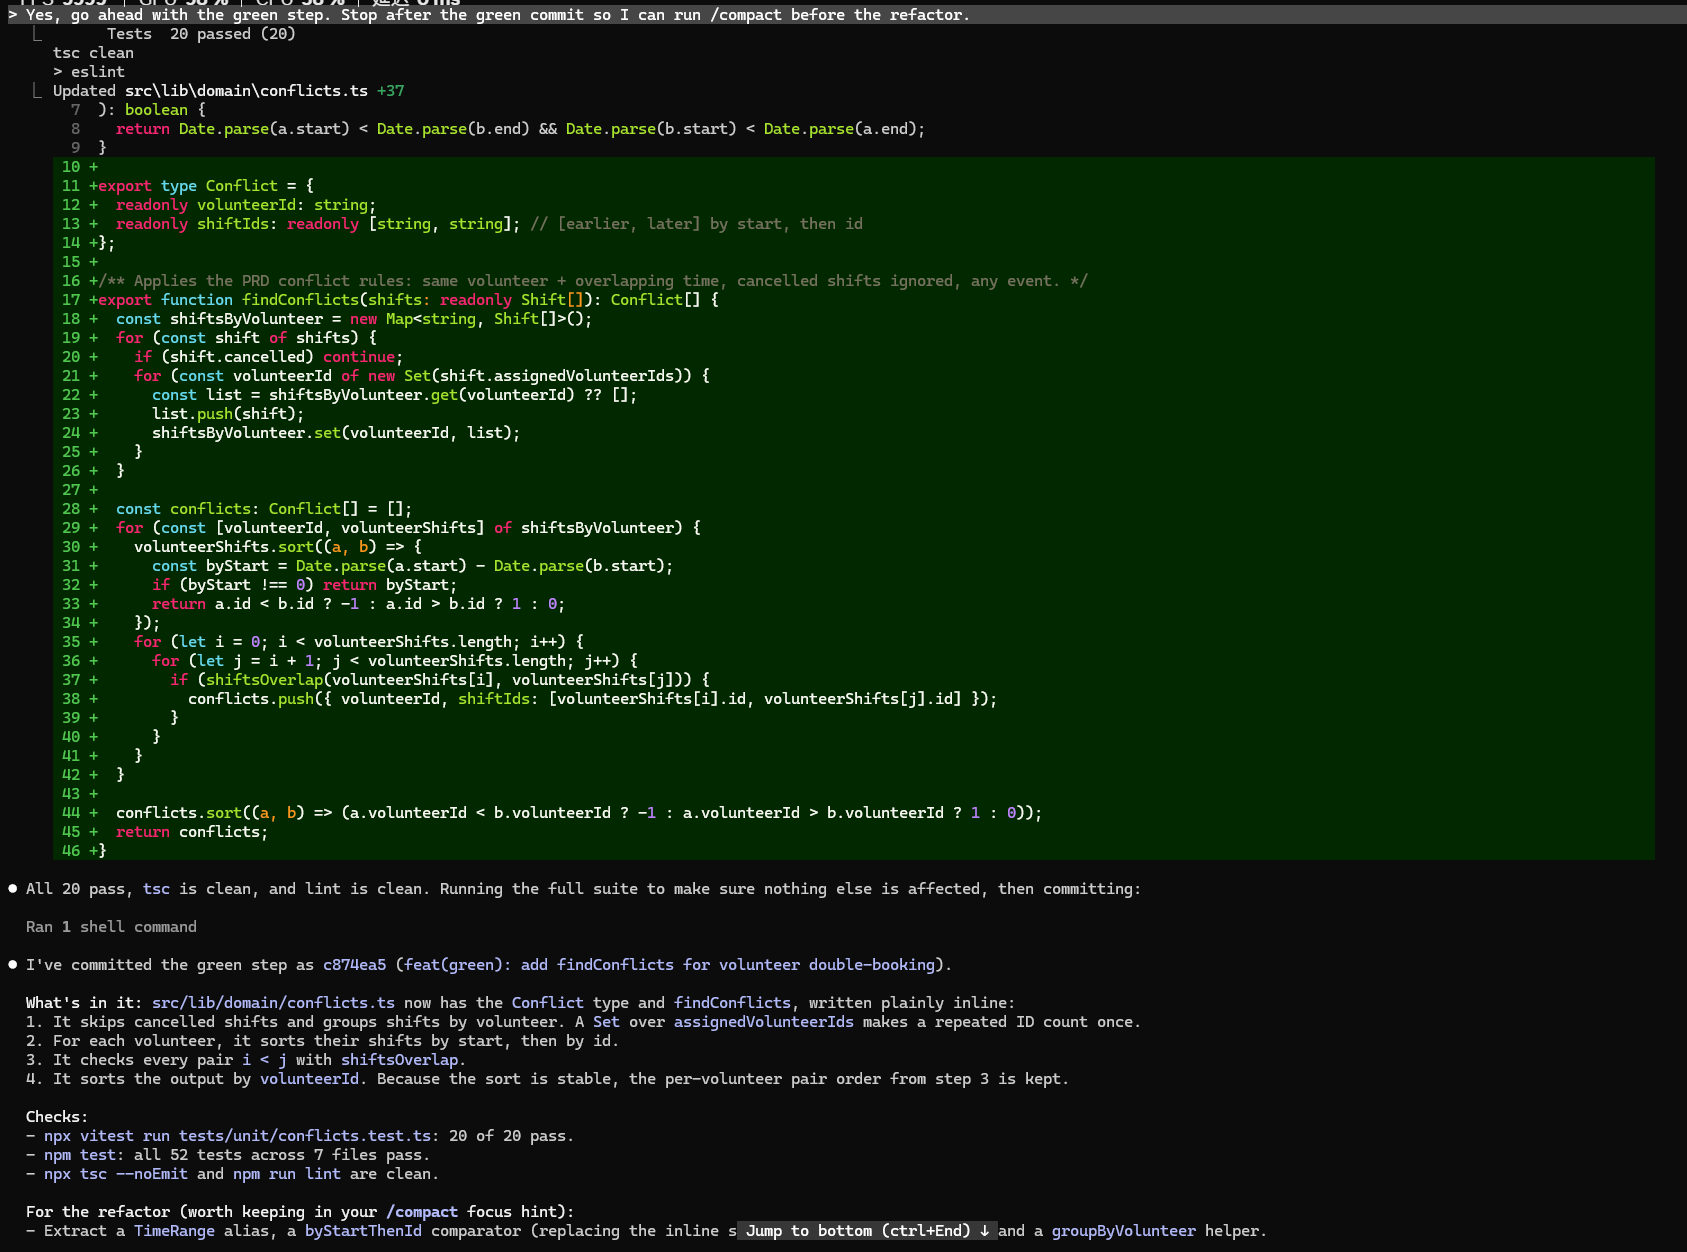 > Yes, go ahead with the green step. Stop after the green commit so I can run /compact before the refactor.
Tests  20 passed (20)
tsc clean
> eslint
Updated src\lib\domain\conflicts.ts +37
7  ): boolean {
8    return Date.parse(a.start) < Date.parse(b.end) && Date.parse(b.start) < Date.parse(a.end);
9  }
10 +
11 +export type Conflict = {
12 +  readonly volunteerId: string;
13 +  readonly shiftIds: readonly [string, string]; // [earlier, later] by start, then id
14 +};
15 +
16 +/** Applies the PRD conflict rules: same volunteer + overlapping time, cancelled shifts ignored, any event. */
17 +export function findConflicts(shifts: readonly Shift[]): Conflict[] {
18 +  const shiftsByVolunteer = new Map<string, Shift[]>();
19 +  for (const shift of shifts) {
20 +    if (shift.cancelled) continue;
21 +    for (const volunteerId of new Set(shift.assignedVolunteerIds)) {
22 +      const list = shiftsByVolunteer.get(volunteerId) ?? [];
23 +      list.push(shift);
24 +      shiftsByVolunteer.set(volunteerId, list);
25 +    }
26 +  }
27 +
28 +  const conflicts: Conflict[] = [];
29 +  for (const [volunteerId, volunteerShifts] of shiftsByVolunteer) {
30 +    volunteerShifts.sort((a, b) => {
31 +      const byStart = Date.parse(a.start) - Date.parse(b.start);
32 +      if (byStart !== 0) return byStart;
33 +      return a.id < b.id ? -1 : a.id > b.id ? 1 : 0;
34 +    });
35 +    for (let i = 0; i < volunteerShifts.length; i++) {
36 +      for (let j = i + 1; j < volunteerShifts.length; j++) {
37 +        if (shiftsOverlap(volunteerShifts[i], volunteerShifts[j])) {
38 +          conflicts.push({ volunteerId, shiftIds: [volunteerShifts[i].id, volunteerShifts[j].id] });
39 +        }
40 +      }
41 +    }
42 +  }
43 +
44 +  conflicts.sort((a, b) => (a.volunteerId < b.volunteerId ? -1 : a.volunteerId > b.volunteerId ? 1 : 0));
45 +  return conflicts;
46 +}
● All 20 pass, tsc is clean, and lint is clean. Running the full suite to make sure nothing else is affected, then committing:
Ran 1 shell command
● I've committed the green step as c874ea5 (feat(green): add findConflicts for volunteer double-booking).
What's in it: src/lib/domain/conflicts.ts now has the Conflict type and findConflicts, written plainly inline:
1. It skips cancelled shifts and groups shifts by volunteer. A Set over assignedVolunteerIds makes a repeated ID count once.
2. For each volunteer, it sorts their shifts by start, then by id.
3. It checks every pair i < j with shiftsOverlap.
4. It sorts the output by volunteerId. Because the sort is stable, the per-volunteer pair order from step 3 is kept.
Checks:
- npx vitest run tests/unit/conflicts.test.ts: 20 of 20 pass.
- npm test: all 52 tests across 7 files pass.
- npx tsc --noEmit and npm run lint are clean.
For the refactor (worth keeping in your /compact focus hint):
- Extract a TimeRange alias, a byStartThenId comparator (replacing the inline s Jump to bottom (ctrl+End) ↓ and a groupByVolunteer helper.